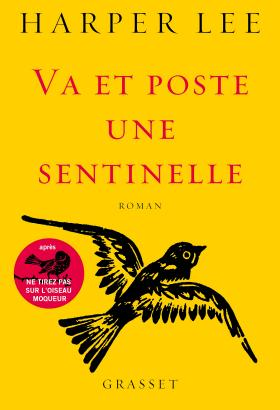 HARPER LEE
VA ET POSTE
UNE
SENTINELLE
ROMAN
après
NE TIREZ PAS
SUR L'OISEAU
MOQUEUR
GRASSET